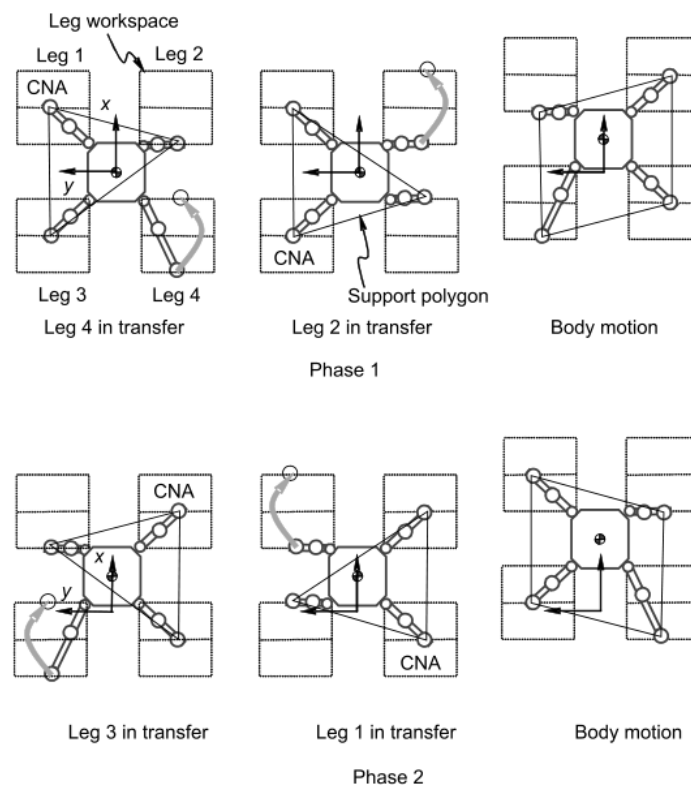 Leg workspace
Leg 1
Leg 2
CNA
x
y
CNA
Leg 3
Leg 4
Support polygon
Leg 4 in transfer
Leg 2 in transfer
Body motion
Phase 1
CNA
x
y
CNA
Leg 3 in transfer
Leg 1 in transfer
Body motion
Phase 2